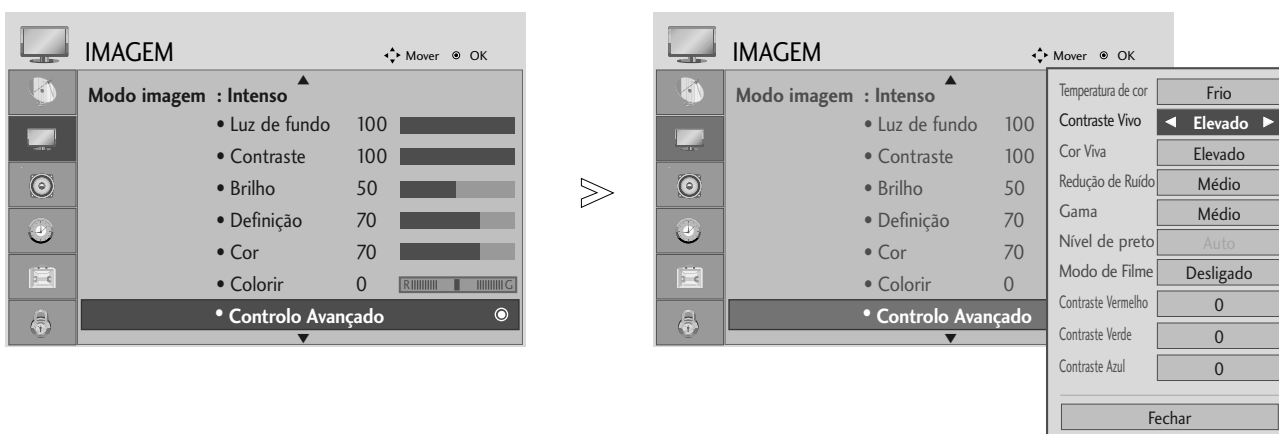 IMAGEM
Mover OK
Modo imagem : Intenso
• Luz de fundo 100
• Contraste 100
• Brilho 50
• Definição 70
• Cor 70
• Colorir 0 R G
• Controlo Avançado
IMAGEM
Mover OK
Modo imagem : Intenso
• Luz de fundo 100
• Contraste 100
• Brilho 50
• Definição 70
• Cor 70
• Colorir 0
• Controlo Avançado
Temperatura de cor Frio
Contraste Vivo Elevado
Cor Viva Elevado
Redução de Ruído Médio
Gama Médio
Nível de preto Auto
Modo de Filme Desligado
Contraste Vermelho 0
Contraste Verde 0
Contraste Azul 0
Fechar